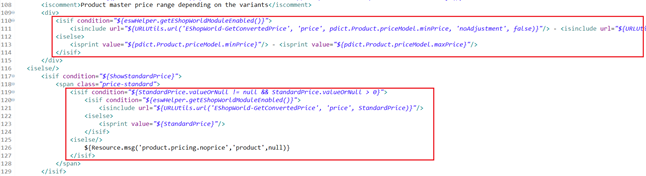 108 <iscomment>Product master price range depending on the variants</iscomment>
109 <div>
110 <isif condition="${eswHelper.getEShopWorldModuleEnabled()}">
111 <isinclude url="${URLUtils.url('EShopWorld-GetConvertedPrice', 'price', pdict.Product.priceModel.minPrice, 'noAdjustment', false)}"/> - <isinclude url="${URLUti
112 <iselse>
113 <isprint value="${pdict.Product.priceModel.minPrice}"/> - <isprint value="${pdict.Product.priceModel.maxPrice}"/>
114 </isif>
115 </div>
116 <iselse/>
117 <isif condition="${ShowStandardPrice}">
118 <span class="price-standard">
119 <isif condition="${StandardPrice.valueOrNull != null && StandardPrice.valueOrNull > 0}">
120 <isif condition="${eswHelper.getEShopWorldModuleEnabled()}">
121 <isinclude url="${URLUtils.url('EShopWorld-GetConvertedPrice', 'price', StandardPrice)}"/>
122 <iselse>
123 <isprint value="${StandardPrice}"/>
124 </isif>
125 <iselse/>
126 ${Resource.msg('product.pricing.noprice','product',null)}
127 </isif>
128 </span>
129 </isif>